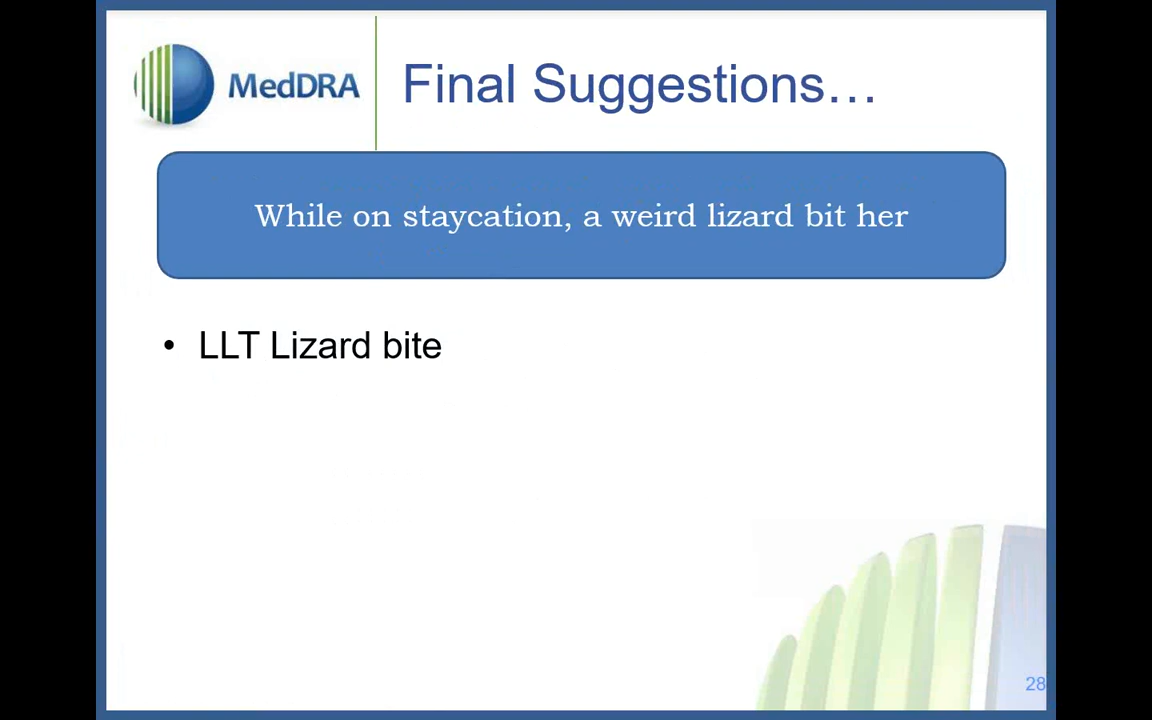 MedDRA
Final Suggestions…
While on staycation, a weird lizard bit her
• LLT Lizard bite
28